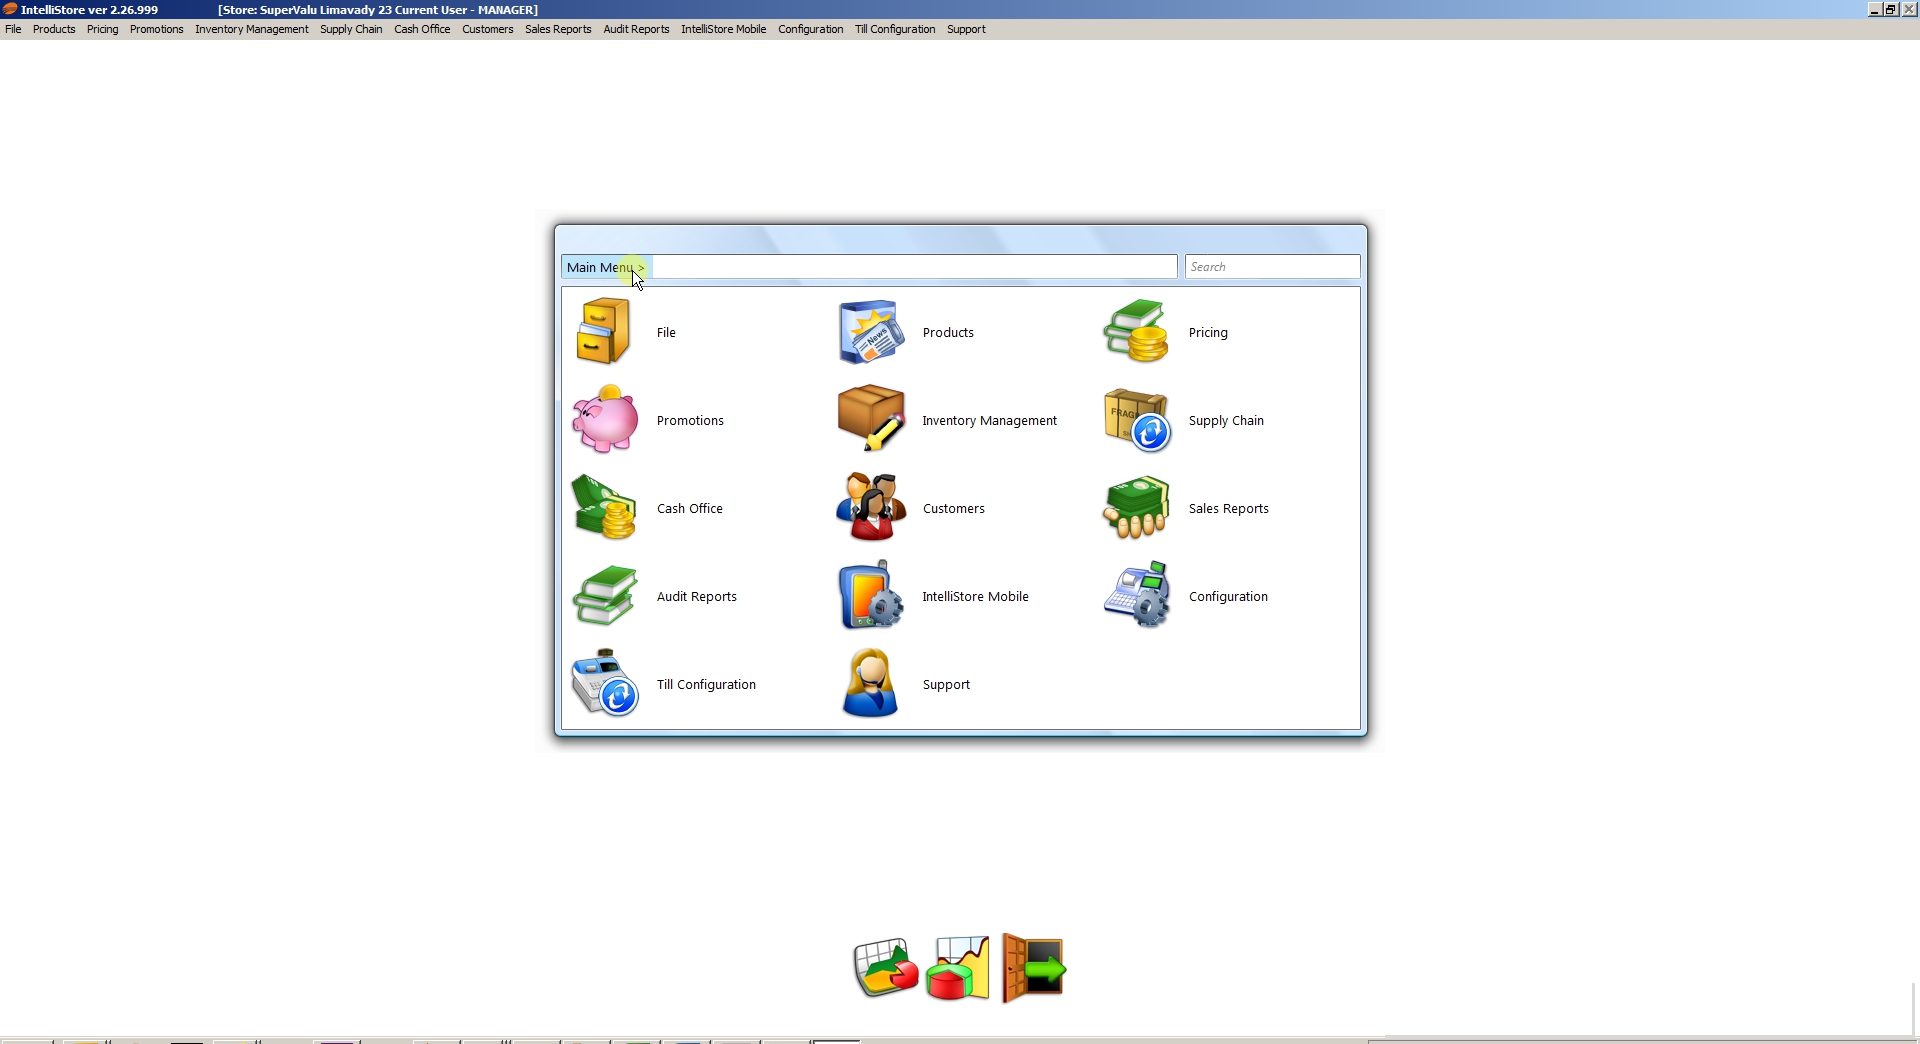 IntelliStore ver 2.26.999 [Store: SuperValu Limavady 23 Current User - MANAGER]
File Products Pricing Promotions Inventory Management Supply Chain Cash Office Customers Sales Reports Audit Reports IntelliStore Mobile Configuration Till Configuration Support
Main Menu > Search
File Products Pricing
News
Promotions Inventory Management Supply Chain
Cash Office Customers Sales Reports
Audit Reports IntelliStore Mobile Configuration
Till Configuration Support